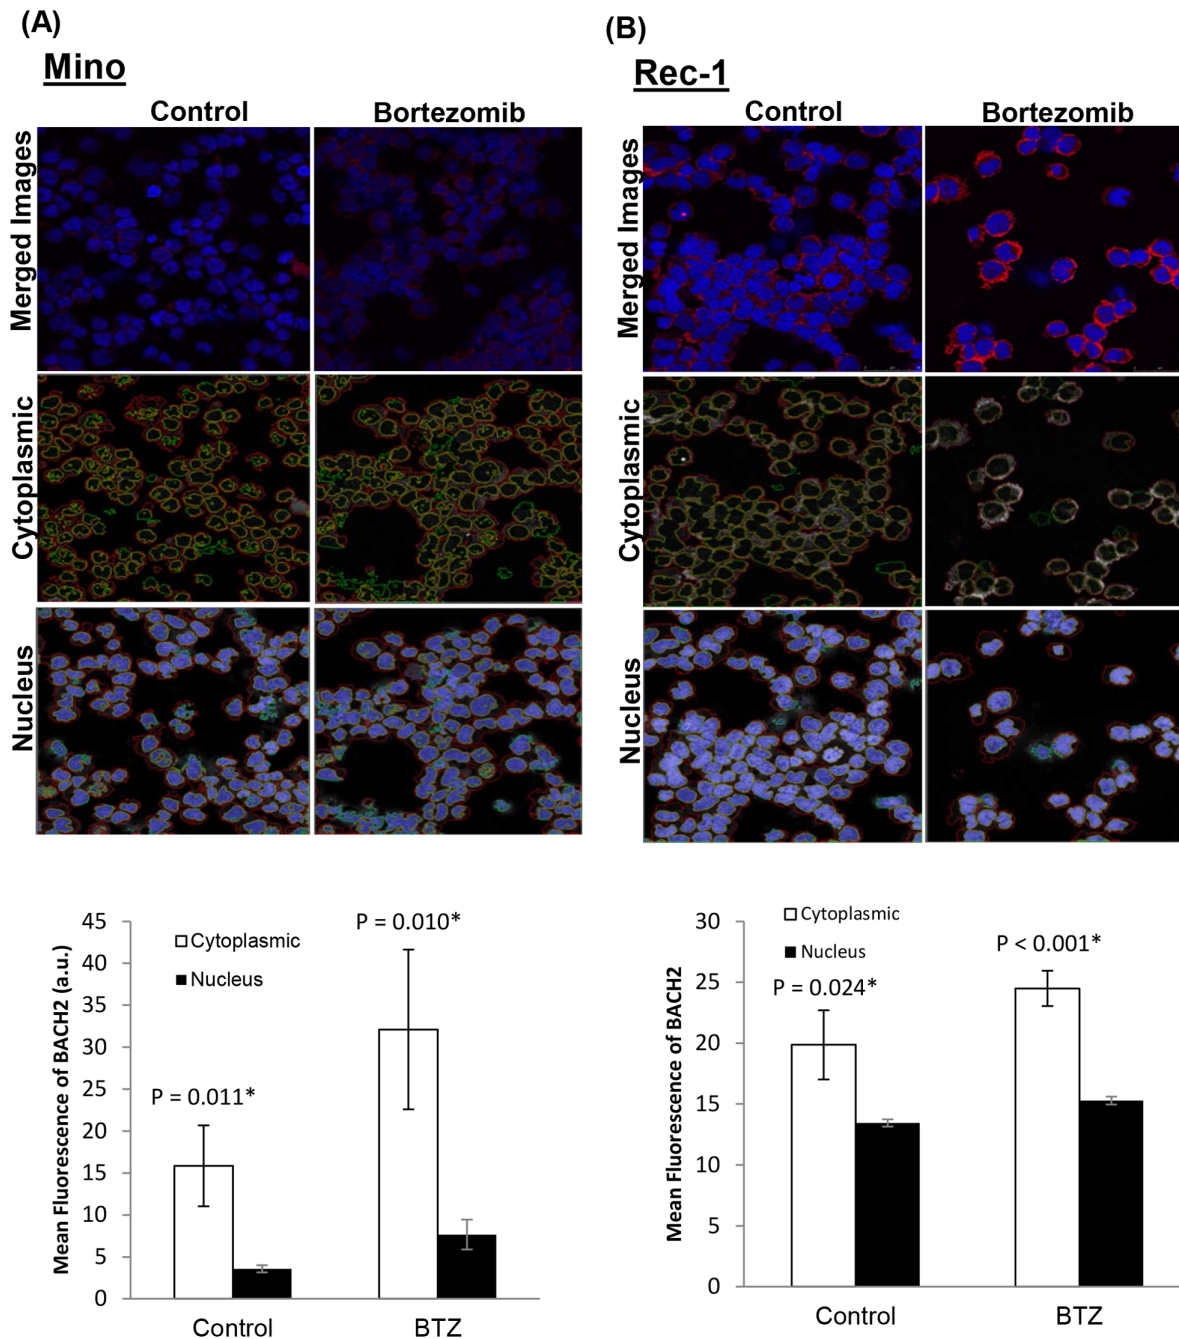 (A)
Mino
Control Bortezomib
Merged Images
Cytoplasmic
Nucleus
45
40
35
30
25
20
15
10
5
0
Mean Fluorescence of BACH2 (a.u.)
Cytoplasmic
Nucleus
P = 0.011*
P = 0.010*
Control BTZ
(B)
Rec-1
Control Bortezomib
Merged Images
Cytoplasmic
Nucleus
30
25
20
15
10
5
0
Mean Fluorescence of BACH2
Cytoplasmic
Nucleus
P = 0.024*
P < 0.001*
Control BTZ